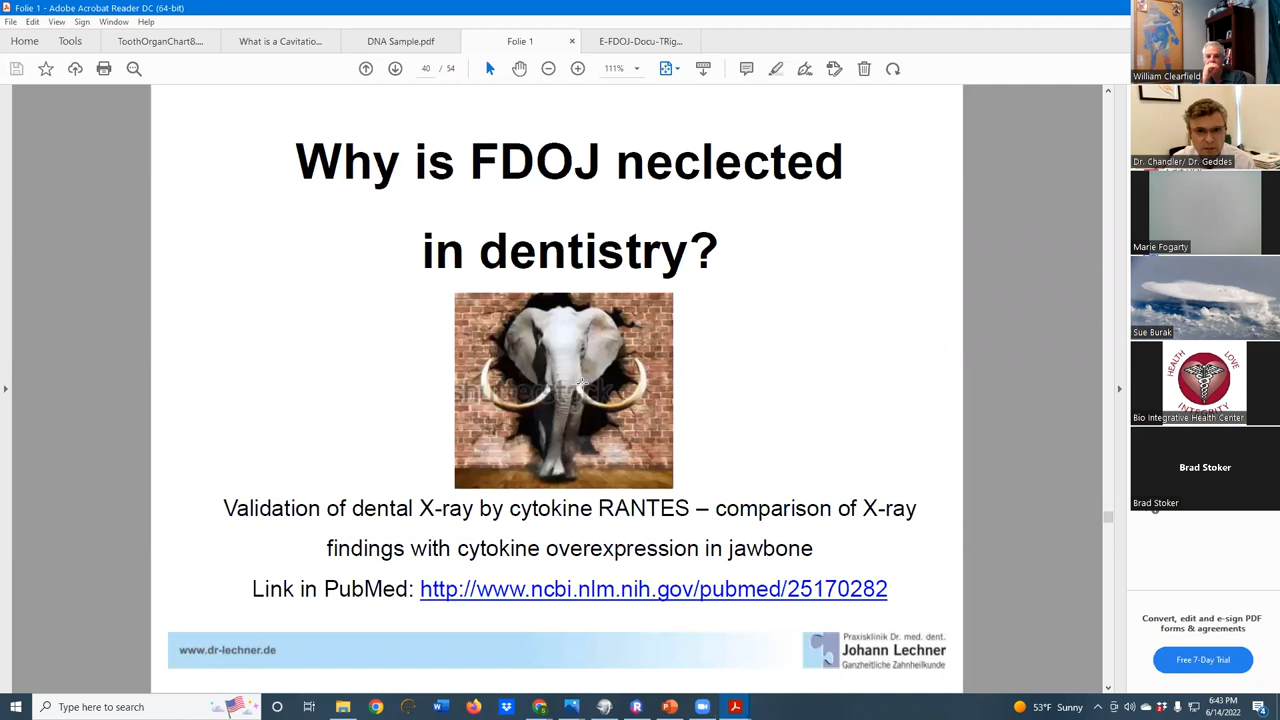 Folie 1 - Adobe Acrobat Reader DC (64-bit)
File Edit View Sign Window Help
Home Tools ToothOrganChart8.... What is a Cavitatio... DNA Sample.pdf Folie 1 × E-FDOJ-Docu-TRig...
40 / 54 111%
Why is FDOJ neclected
in dentistry?
shutterstock
Validation of dental X-ray by cytokine RANTES – comparison of X-ray
findings with cytokine overexpression in jawbone
Link in PubMed: http://www.ncbi.nlm.nih.gov/pubmed/25170282
www.dr-lechner.de
Praxisklinik Dr. med. dent.
Johann Lechner
Ganzheitliche Zahnheilkunde
William Clearfield
Dr. Chandler/ Dr. Geddes
Marie Fogarty
Sue Burak
HEALTH
LOVE
INTEGRITY
Bio Integrative Health Center
Brad Stoker
Brad Stoker
Convert, edit and e-sign PDF
forms & agreements
Free 7-Day Trial
Type here to search
53°F Sunny
6:43 PM
6/14/2022
4